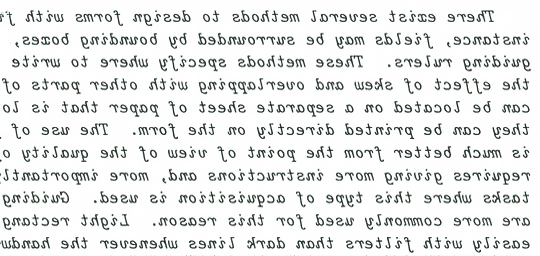 There exist several methods to design forms with fi
instance, fields may be surrounded by bounding boxes,
guiding rulers. These methods specify where to write
the effect of skew and overlapping with other parts of
can be located on a separate sheet of paper that is lo
they can be printed directly on the form. The use of
is much better from the point of view of the quality o
requires giving more instructions and, more importantl
tasks where this type of acquisition is used. Guiding
are more commonly used for this reason. Light rectang
easily with filters than dark lines whenever the handw